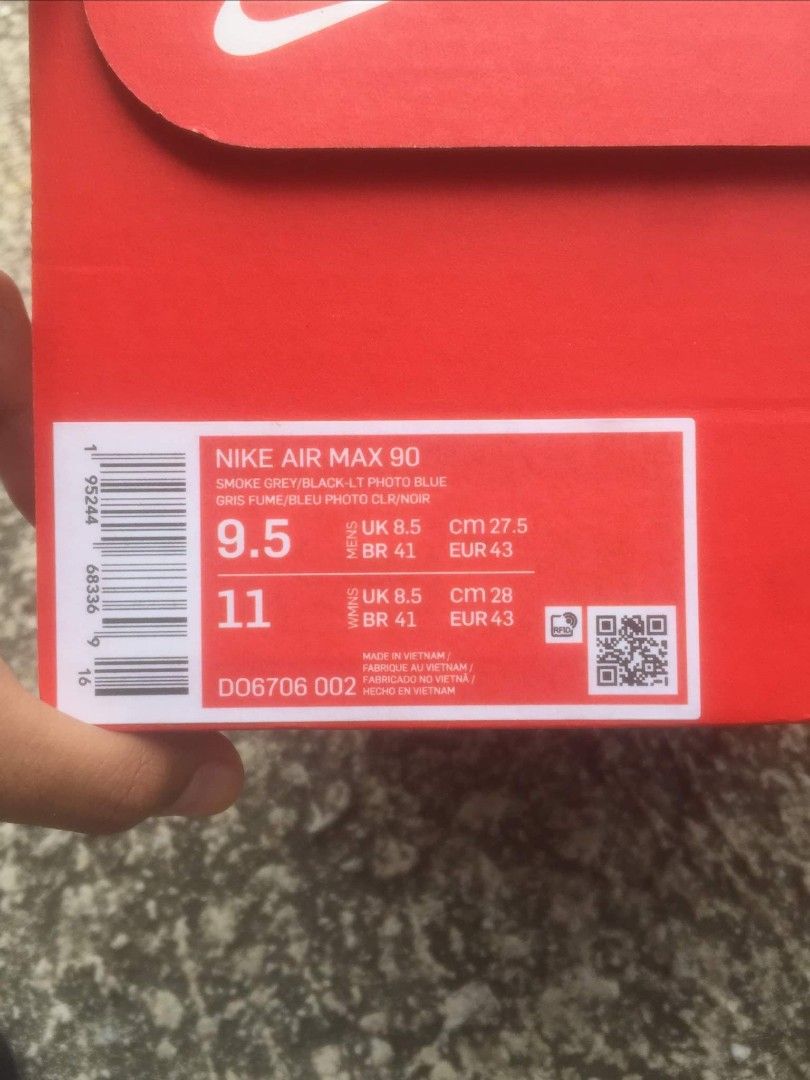 NIKE AIR MAX 90
SMOKE GREY/BLACK-LT PHOTO BLUE
GRIS FUME/BLEU PHOTO CLR/NOIR
9.5 MENS UK 8.5 cm 27.5
BR 41 EUR 43
11 WMNS UK 8.5 cm 28
BR 41 EUR 43
RFID
DO6706 002
MADE IN VIETNAM /
FABRIQUE AU VIETNAM /
FABRICADO NO VIETNÃ /
HECHO EN VIETNAM
1 95244 68336 9 16